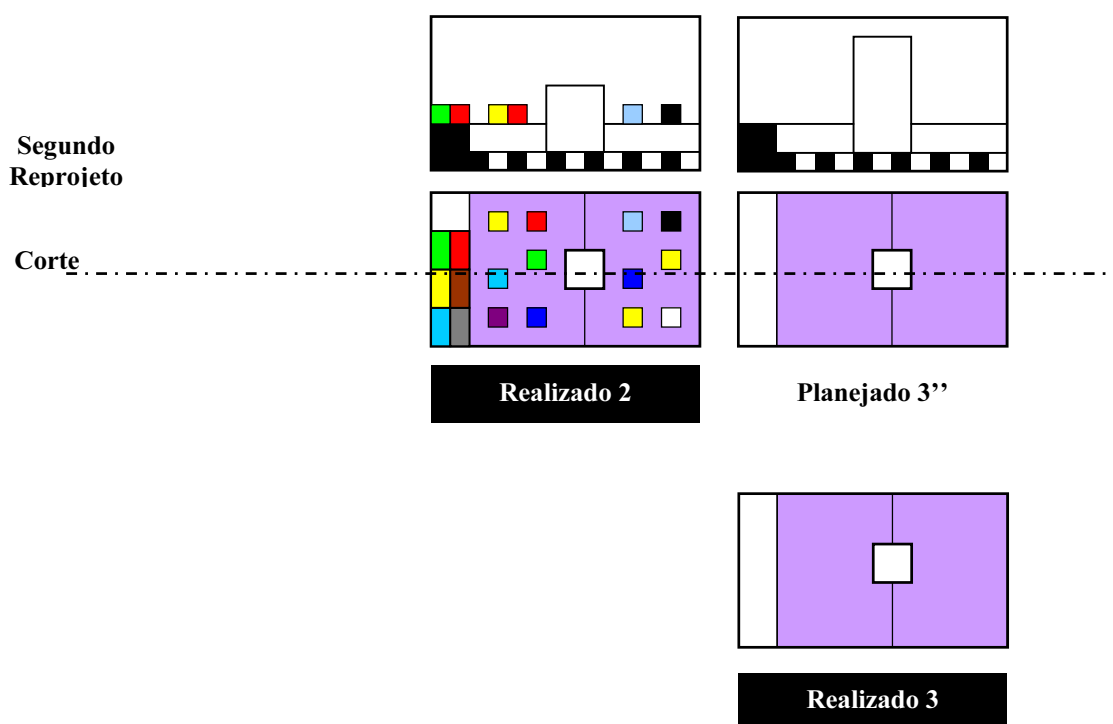 Segundo
Reprojeto
Corte
Realizado 2
Planejado 3’’
Realizado 3